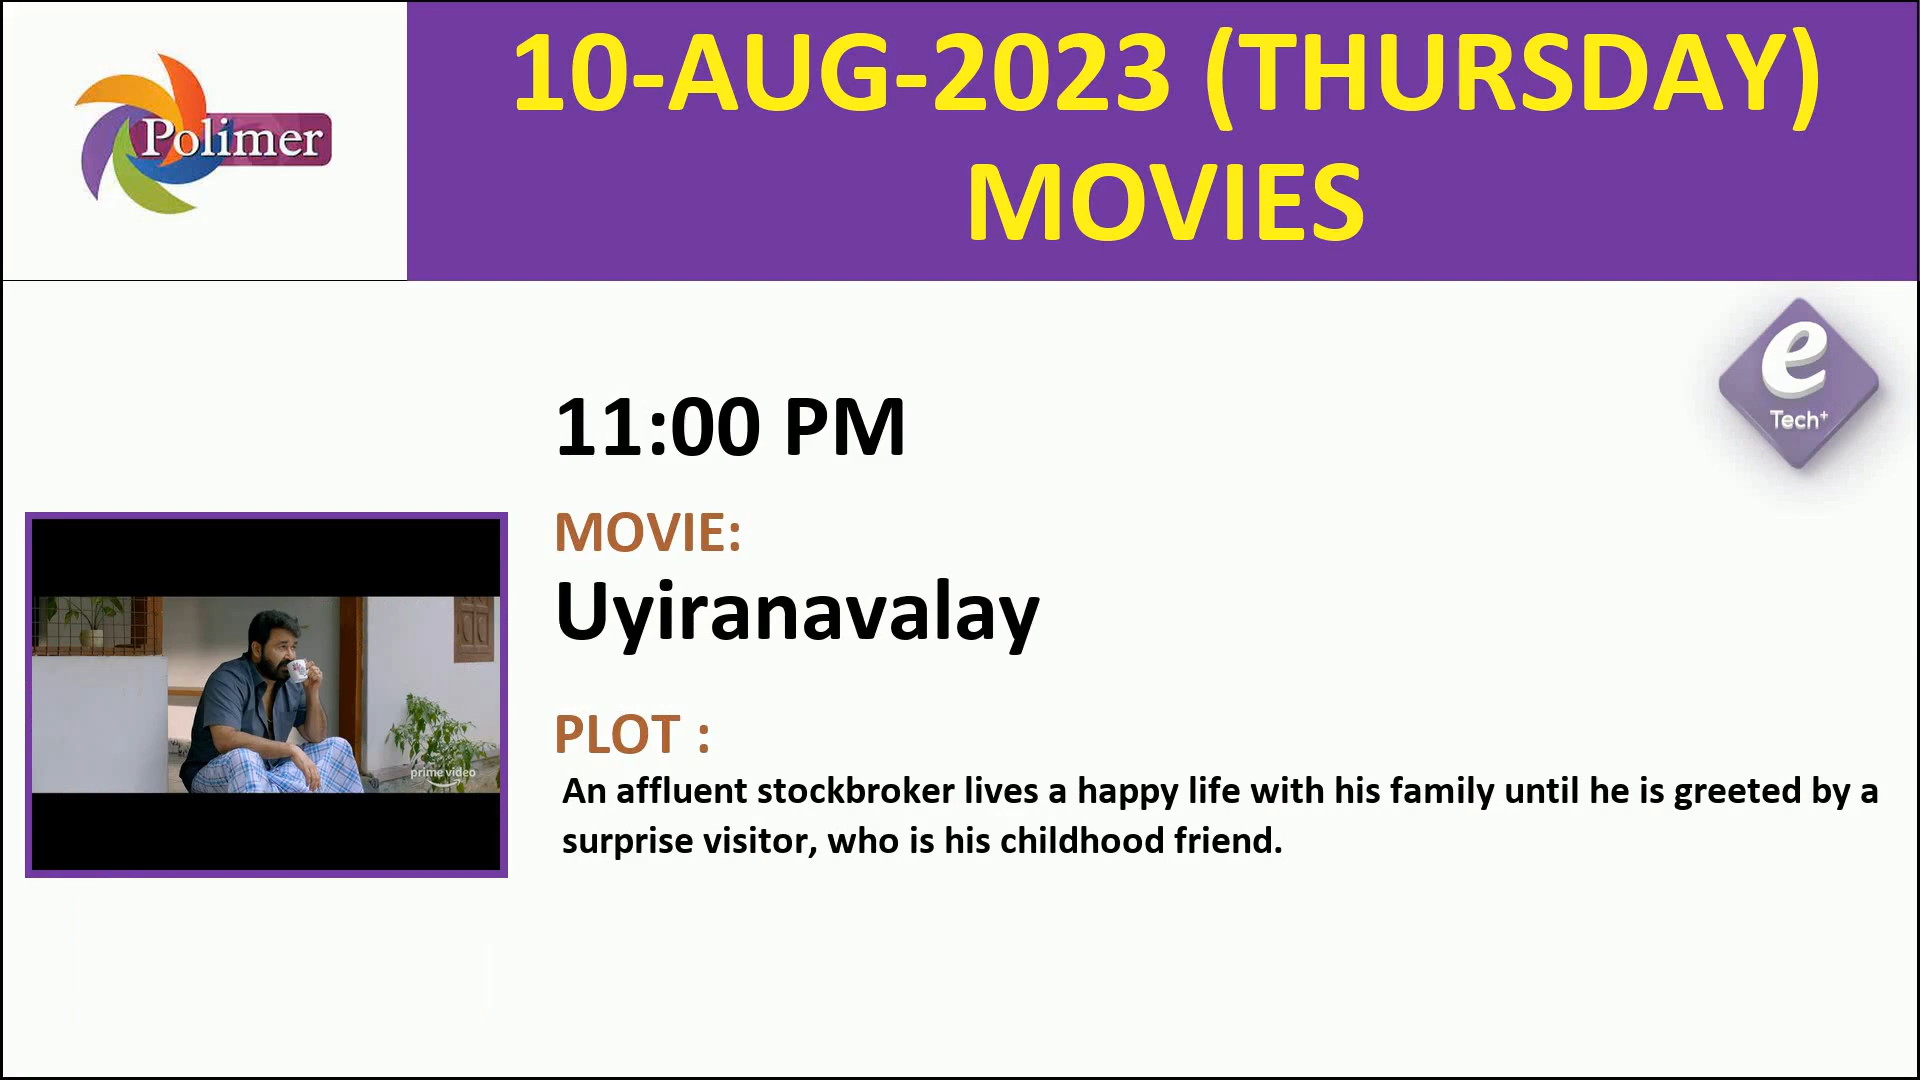 Polimer
10-AUG-2023 (THURSDAY)
MOVIES
e
Tech+
11:00 PM
MOVIE:
Uyiranavalay
PLOT :
An affluent stockbroker lives a happy life with his family until he is greeted by a
surprise visitor, who is his childhood friend.
prime video